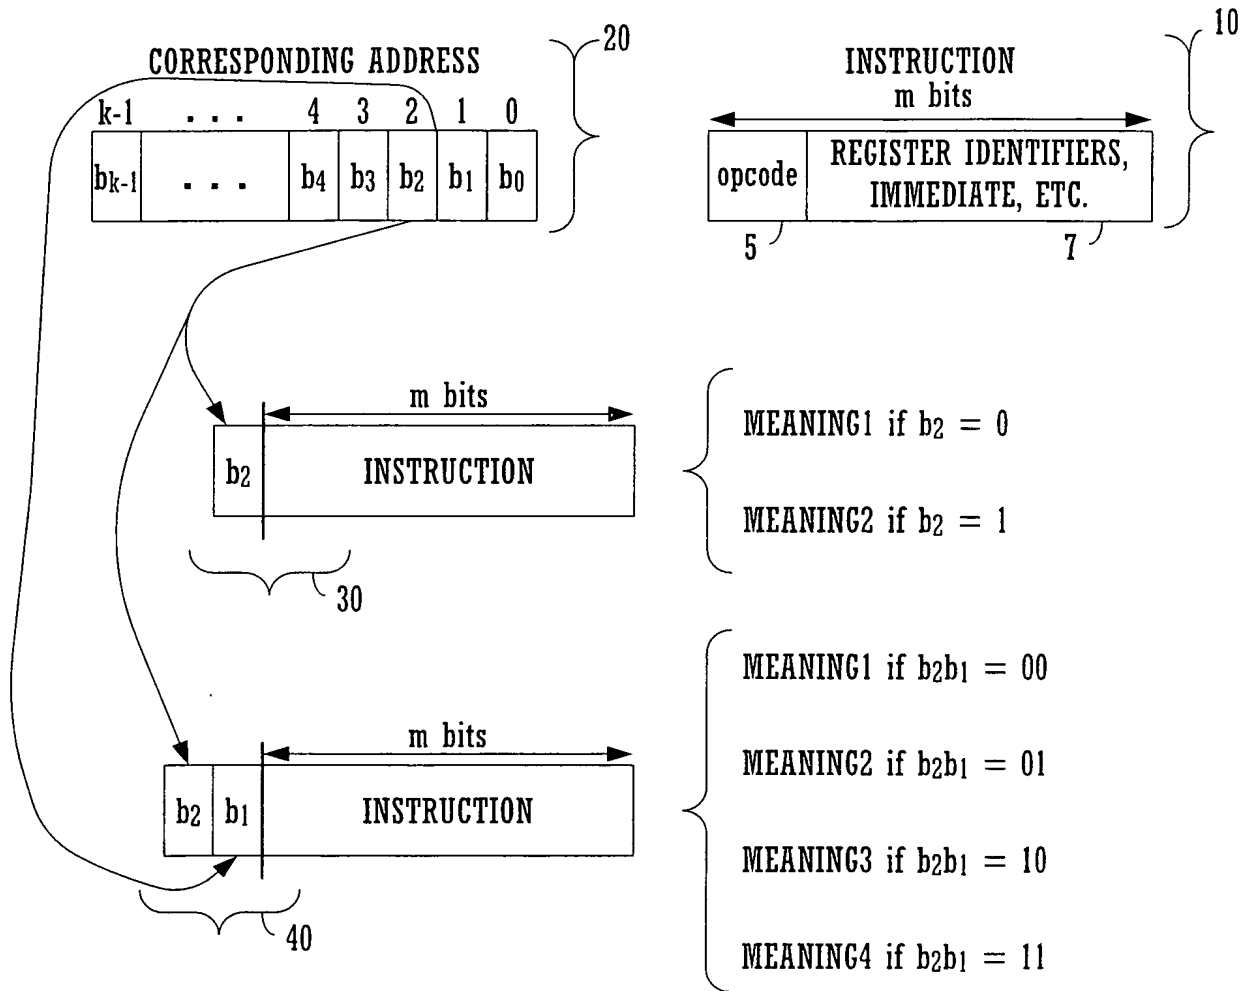 CORRESPONDING ADDRESS
20
k-1 . . . 4 3 2 1 0
bk-1 . . . b4 b3 b2 b1 b0
INSTRUCTION
10
m bits
opcode
REGISTER IDENTIFIERS,
IMMEDIATE, ETC.
5
7
m bits
b2
INSTRUCTION
30
MEANING1 if b2 = 0
MEANING2 if b2 = 1
m bits
b2
b1
INSTRUCTION
40
MEANING1 if b2b1 = 00
MEANING2 if b2b1 = 01
MEANING3 if b2b1 = 10
MEANING4 if b2b1 = 11